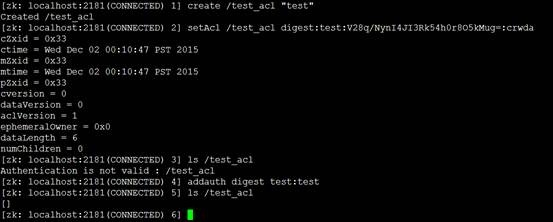 [zk: localhost:2181(CONNECTED) 1] create /test_acl "test"
Created /test_acl
[zk: localhost:2181(CONNECTED) 2] setAcl /test_acl digest:test:V28q/NynI4JI3Rk54h0r8O5kMug=:crwda
cZxid = 0x33
ctime = Wed Dec 02 00:10:47 PST 2015
mZxid = 0x33
mtime = Wed Dec 02 00:10:47 PST 2015
pZxid = 0x33
cversion = 0
dataVersion = 0
aclVersion = 1
ephemeralOwner = 0x0
dataLength = 6
numChildren = 0
[zk: localhost:2181(CONNECTED) 3] ls /test_acl
Authentication is not valid : /test_acl
[zk: localhost:2181(CONNECTED) 4] addauth digest test:test
[zk: localhost:2181(CONNECTED) 5] ls /test_acl
[]
[zk: localhost:2181(CONNECTED) 6]